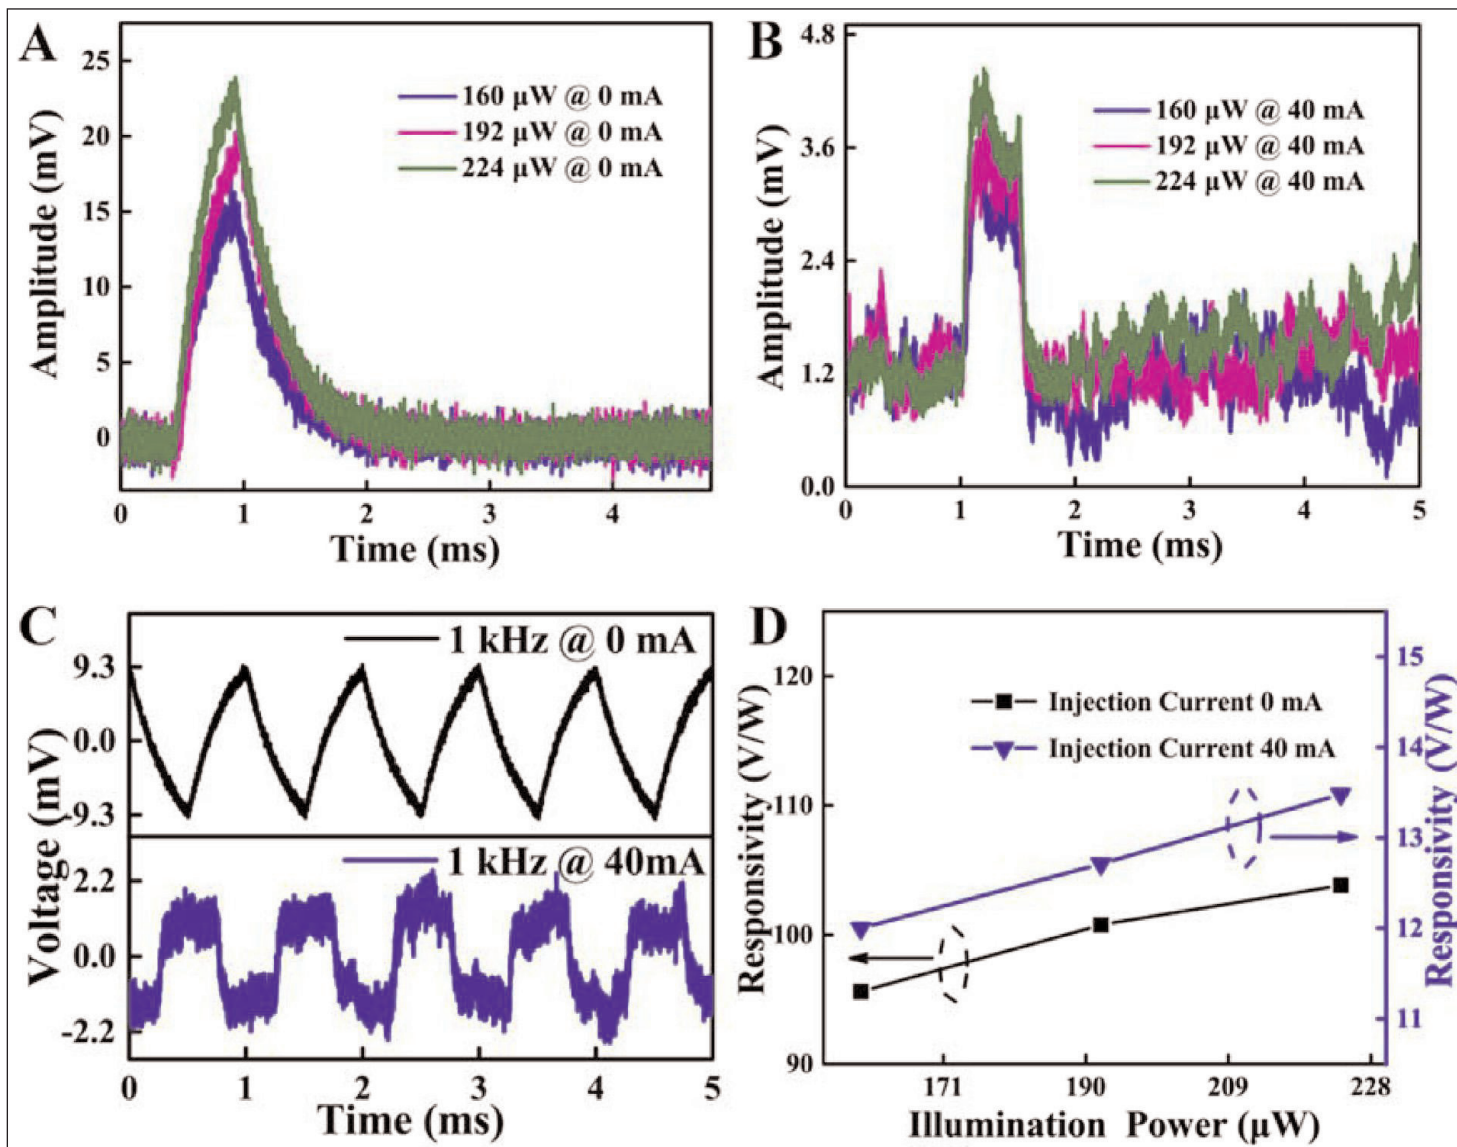 A
25
20
15
10
5
0
Amplitude (mV)
160 μW @ 0 mA
192 μW @ 0 mA
224 μW @ 0 mA
0 1 2 3 4
Time (ms)
B
4.8
3.6
2.4
1.2
0.0
Amplitude (mV)
160 μW @ 40 mA
192 μW @ 40 mA
224 μW @ 40 mA
0 1 2 3 4 5
Time (ms)
C
1 kHz @ 0 mA
9.3
0.0
-9.3
Voltage (mV)
1 kHz @ 40mA
2.2
0.0
-2.2
0 1 2 3 4 5
Time (ms)
D
120
110
100
90
Responsivity (V/W)
Injection Current 0 mA
Injection Current 40 mA
15
14
13
12
11
Responsivity (V/W)
171 190 209 228
Illumination Power (μW)